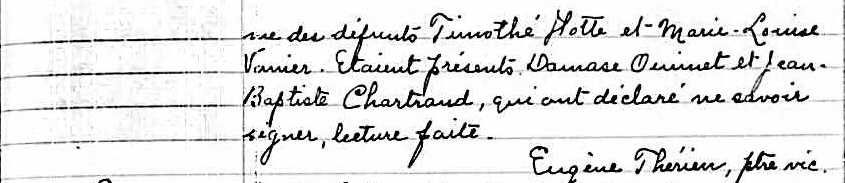 née des défunts Timothé Hotte et Marie-Louise
Vanier. Etaient présents Damase Ouimet et Jean-
Baptiste Chartrand, qui ont déclaré ne savoir
signer, lecture faite.
Eugène Thérien, ptre vic.